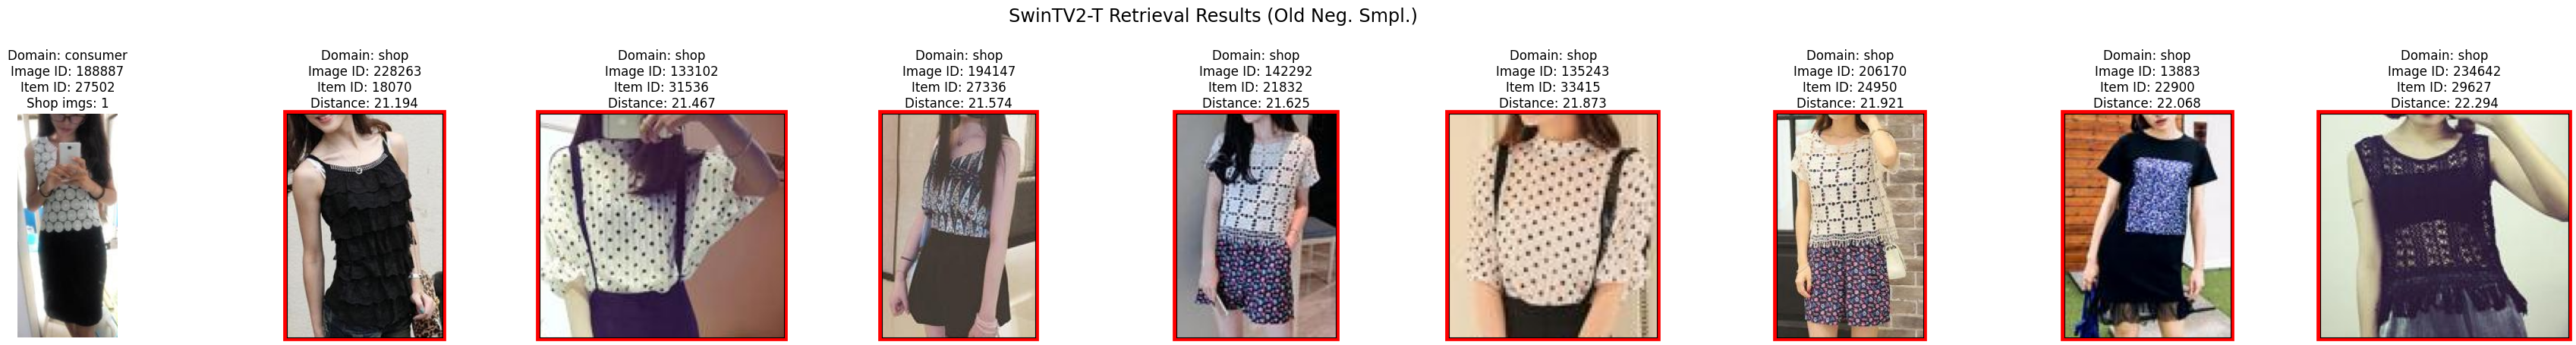 SwinTV2-T Retrieval Results (Old Neg. Smpl.)
Domain: consumer
Image ID: 188887
Item ID: 27502
Shop imgs: 1
Domain: shop
Image ID: 228263
Item ID: 18070
Distance: 21.194
Domain: shop
Image ID: 133102
Item ID: 31536
Distance: 21.467
Domain: shop
Image ID: 194147
Item ID: 27336
Distance: 21.574
Domain: shop
Image ID: 142292
Item ID: 21832
Distance: 21.625
Domain: shop
Image ID: 135243
Item ID: 33415
Distance: 21.873
Domain: shop
Image ID: 206170
Item ID: 24950
Distance: 21.921
Domain: shop
Image ID: 13883
Item ID: 22900
Distance: 22.068
Domain: shop
Image ID: 234642
Item ID: 29627
Distance: 22.294